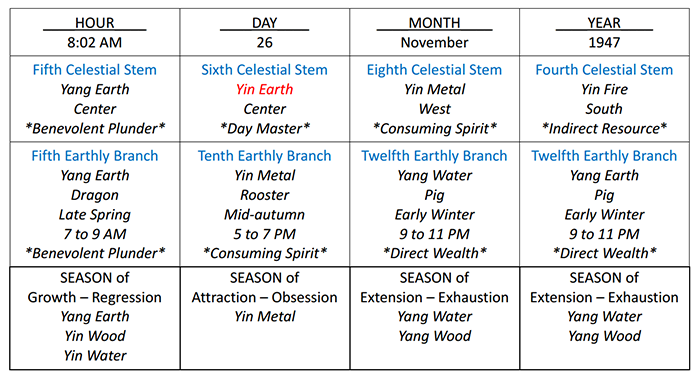 HOUR
8:02 AM
DAY
26
MONTH
November
YEAR
1947
Fifth Celestial Stem
Yang Earth
Center
*Benevolent Plunder*
Sixth Celestial Stem
Yin Earth
Center
*Day Master*
Eighth Celestial Stem
Yin Metal
West
*Consuming Spirit*
Fourth Celestial Stem
Yin Fire
South
*Indirect Resource*
Fifth Earthly Branch
Yang Earth
Dragon
Late Spring
7 to 9 AM
*Benevolent Plunder*
Tenth Earthly Branch
Yin Metal
Rooster
Mid-autumn
5 to 7 PM
*Consuming Spirit*
Twelfth Earthly Branch
Yang Water
Pig
Early Winter
9 to 11 PM
*Direct Wealth*
Twelfth Earthly Branch
Yang Earth
Pig
Early Winter
9 to 11 PM
*Direct Wealth*
SEASON of
Growth – Regression
Yang Earth
Yin Wood
Yin Water
SEASON of
Attraction – Obsession
Yin Metal
SEASON of
Extension – Exhaustion
Yang Water
Yang Wood
SEASON of
Extension – Exhaustion
Yang Water
Yang Wood